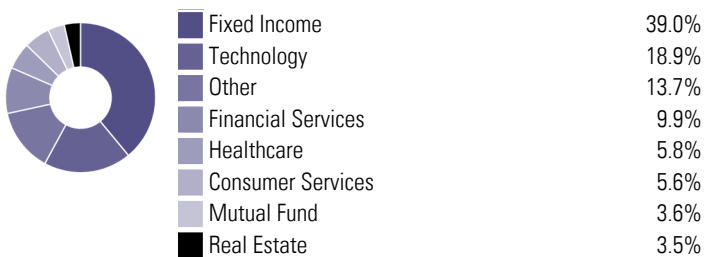 Fixed Income 39.0%
Technology 18.9%
Other 13.7%
Financial Services 9.9%
Healthcare 5.8%
Consumer Services 5.6%
Mutual Fund 3.6%
Real Estate 3.5%